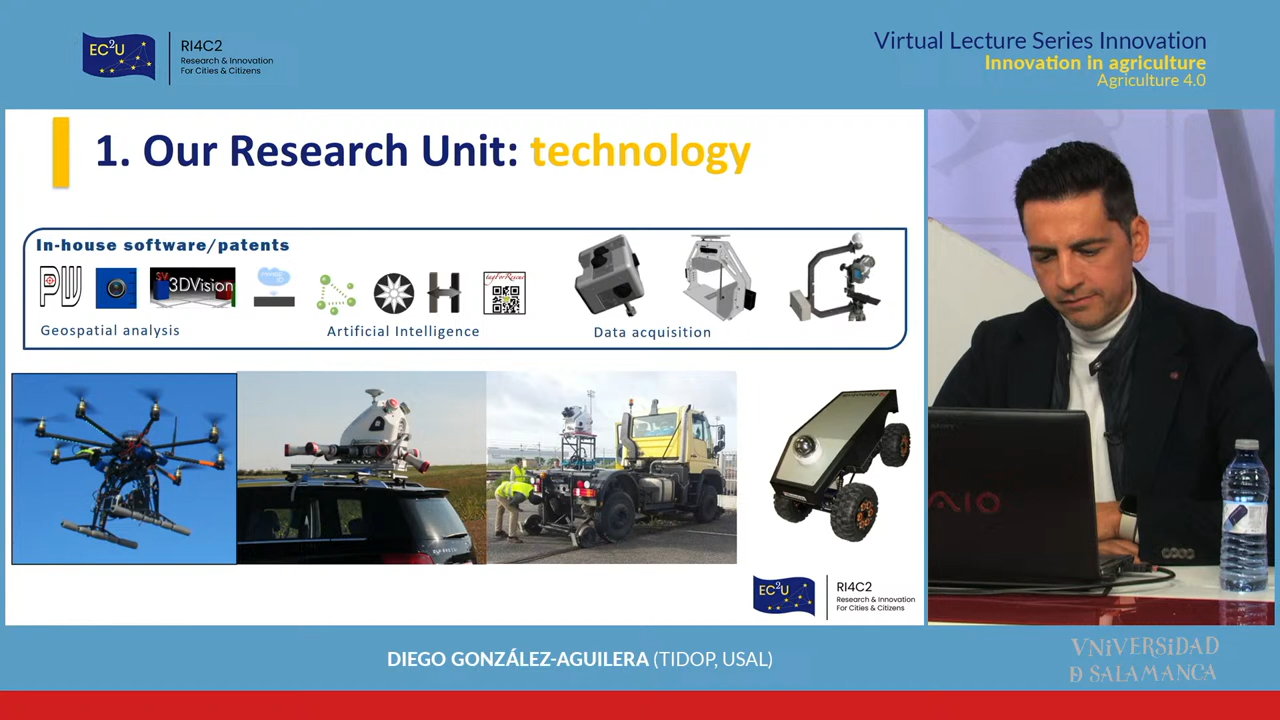 EC²U
RI4C2
Research & Innovation
For Cities & Citizens
Virtual Lecture Series Innovation
Innovation in agriculture
Agriculture 4.0
1. Our Research Unit: technology
In-house software/patents
PW
SV
3DVision
Geospatial analysis
Artificial Intelligence
Data acquisition
EC²U
RI4C2
Research & Innovation
For Cities & Citizens
VAIO
DIEGO GONZÁLEZ-AGUILERA (TIDOP, USAL)
VNiVERSiDAD
D SALAMANCA